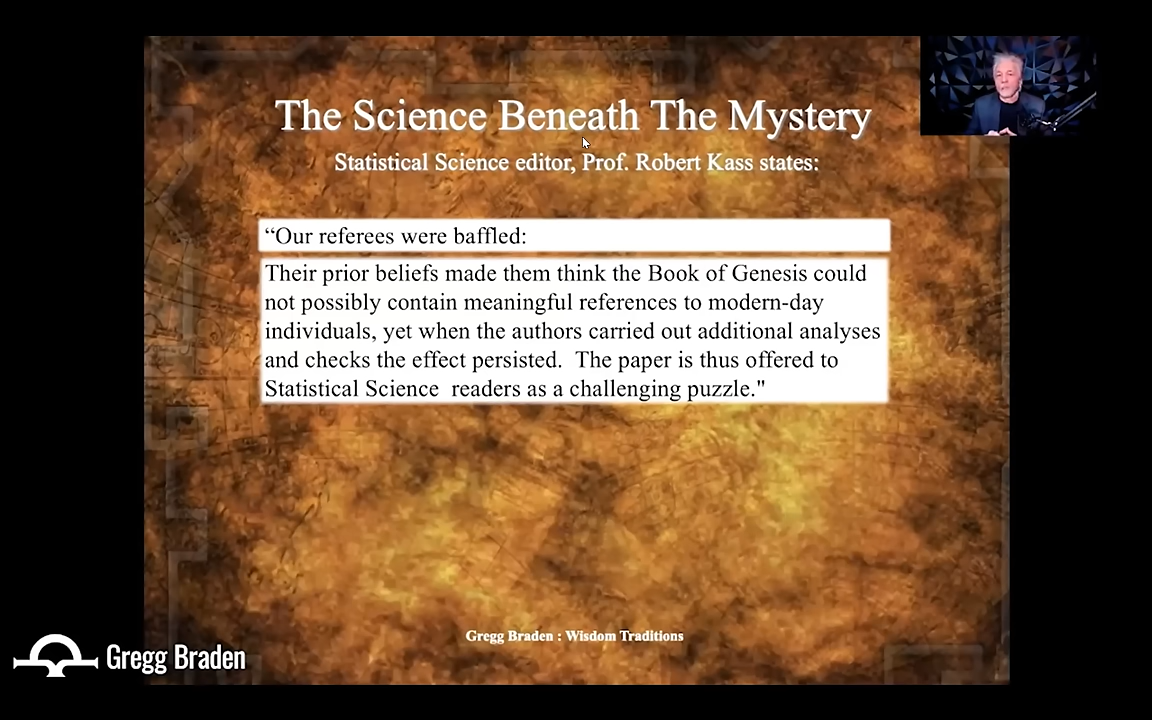 The Science Beneath The Mystery
Statistical Science editor, Prof. Robert Kass states:
“Our referees were baffled:
Their prior beliefs made them think the Book of Genesis could
not possibly contain meaningful references to modern-day
individuals, yet when the authors carried out additional analyses
and checks the effect persisted.  The paper is thus offered to
Statistical Science  readers as a challenging puzzle."
Gregg Braden : Wisdom Traditions
Gregg Braden